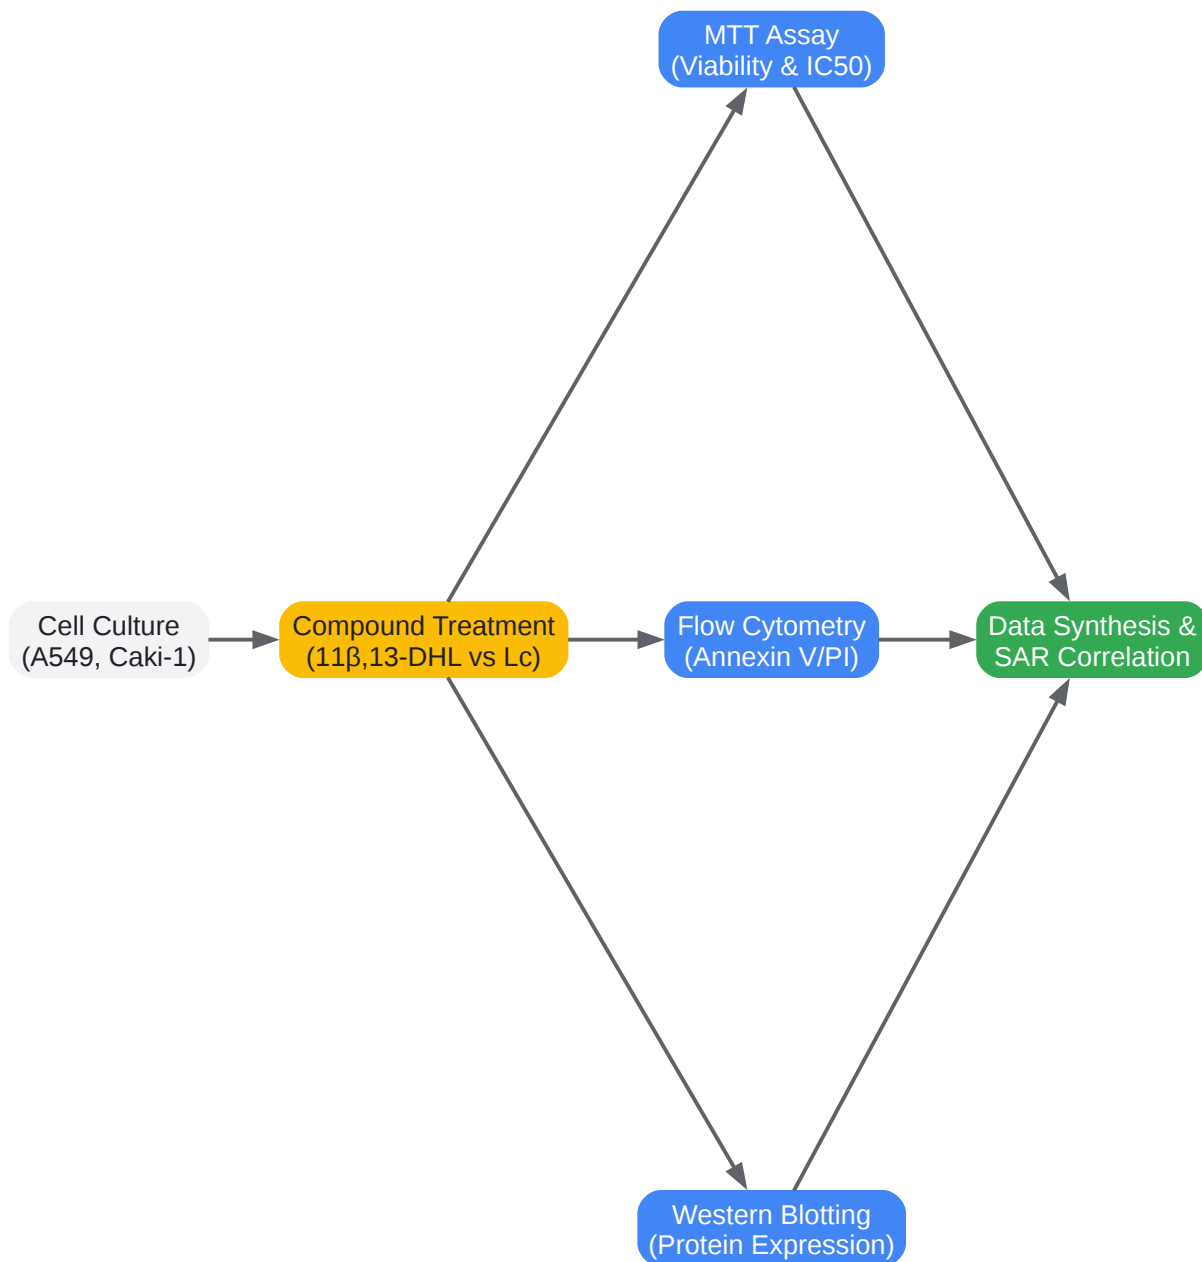 MTT Assay
(Viability & IC50)
Cell Culture
(A549, Caki-1)
Compound Treatment
(11β,13-DHL vs Lc)
Flow Cytometry
(Annexin V/PI)
Data Synthesis &
SAR Correlation
Western Blotting
(Protein Expression)